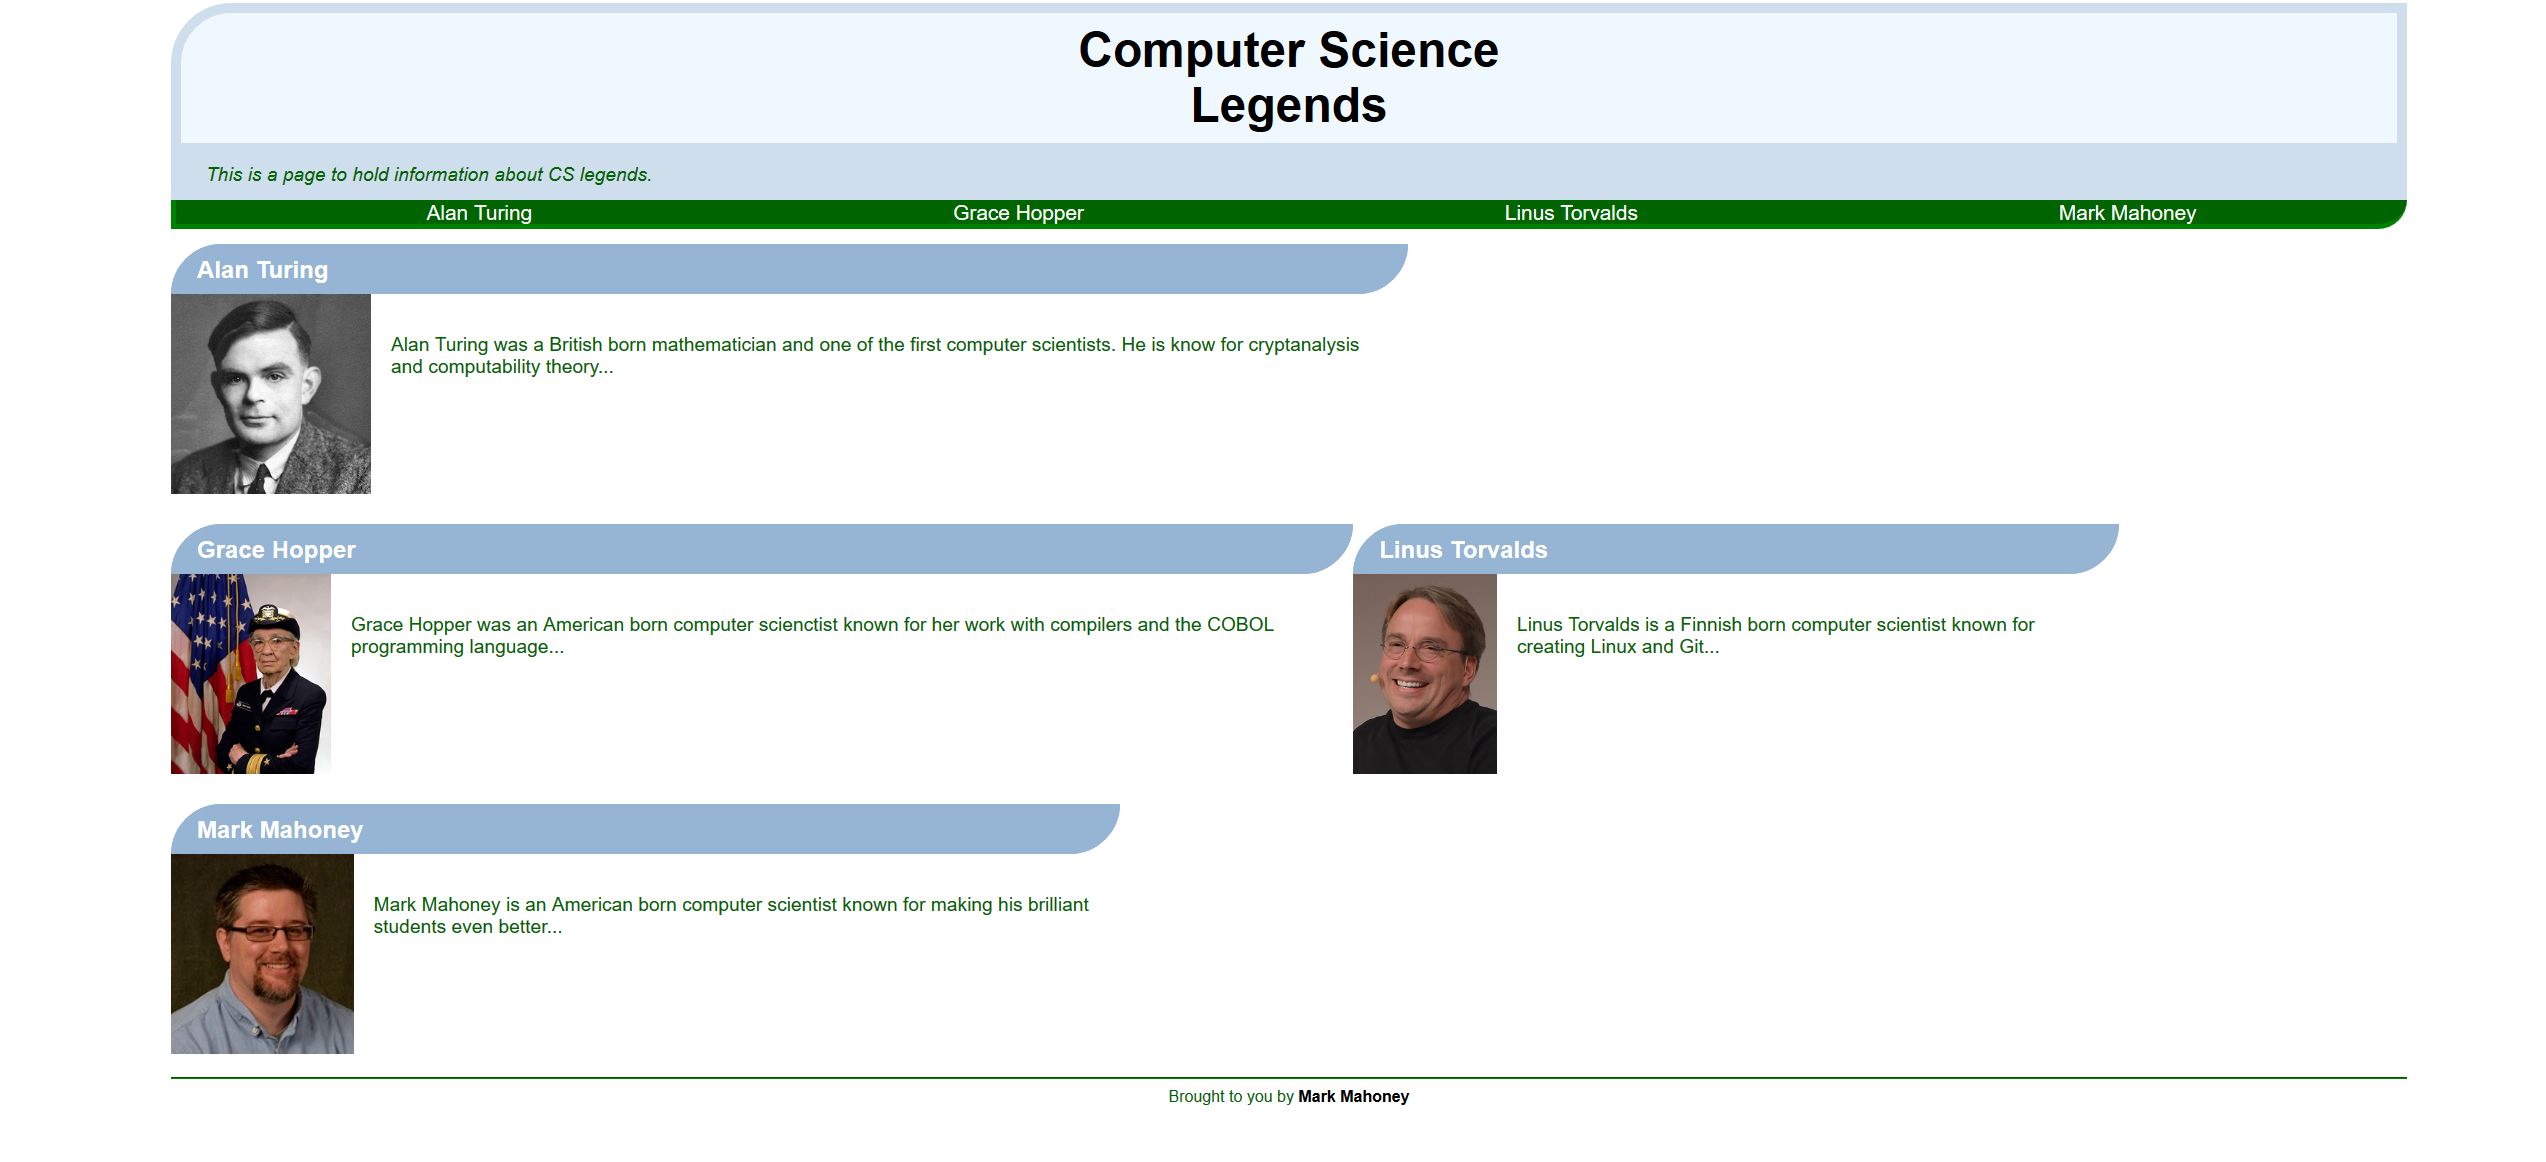 Computer Science
Legends
This is a page to hold information about CS legends.
Alan Turing Grace Hopper Linus Torvalds Mark Mahoney
Alan Turing
Alan Turing was a British born mathematician and one of the first computer scientists. He is know for cryptanalysis
and computability theory...
Grace Hopper
Grace Hopper was an American born computer scienctist known for her work with compilers and the COBOL
programming language...
Linus Torvalds
Linus Torvalds is a Finnish born computer scientist known for
creating Linux and Git...
Mark Mahoney
Mark Mahoney is an American born computer scientist known for making his brilliant
students even better...
Brought to you by Mark Mahoney